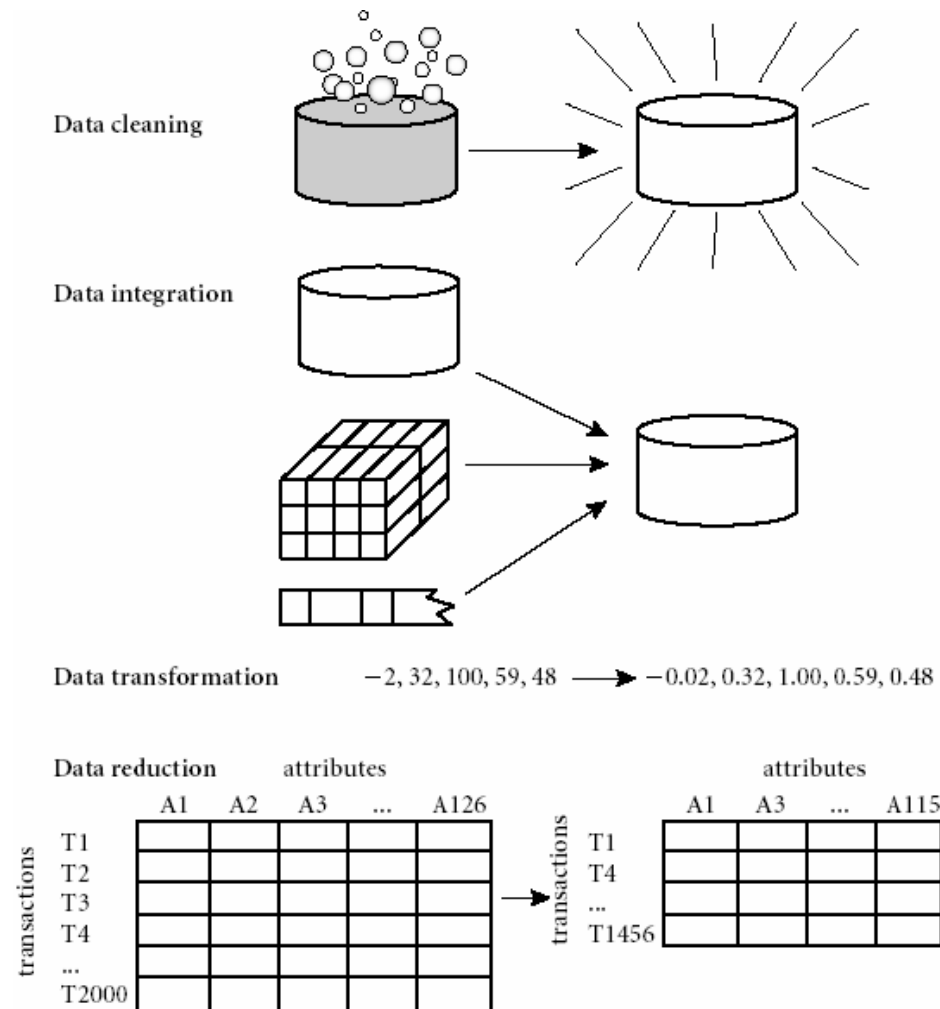 Data cleaning
Data integration
Data transformation −2, 32, 100, 59, 48 −0.02, 0.32, 1.00, 0.59, 0.48
Data reduction attributes attributes
A1 A2 A3 ... A126 A1 A3 ... A115
transactions
T1
T2
T3
T4
...
T2000
transactions
T1
T4
...
T1456